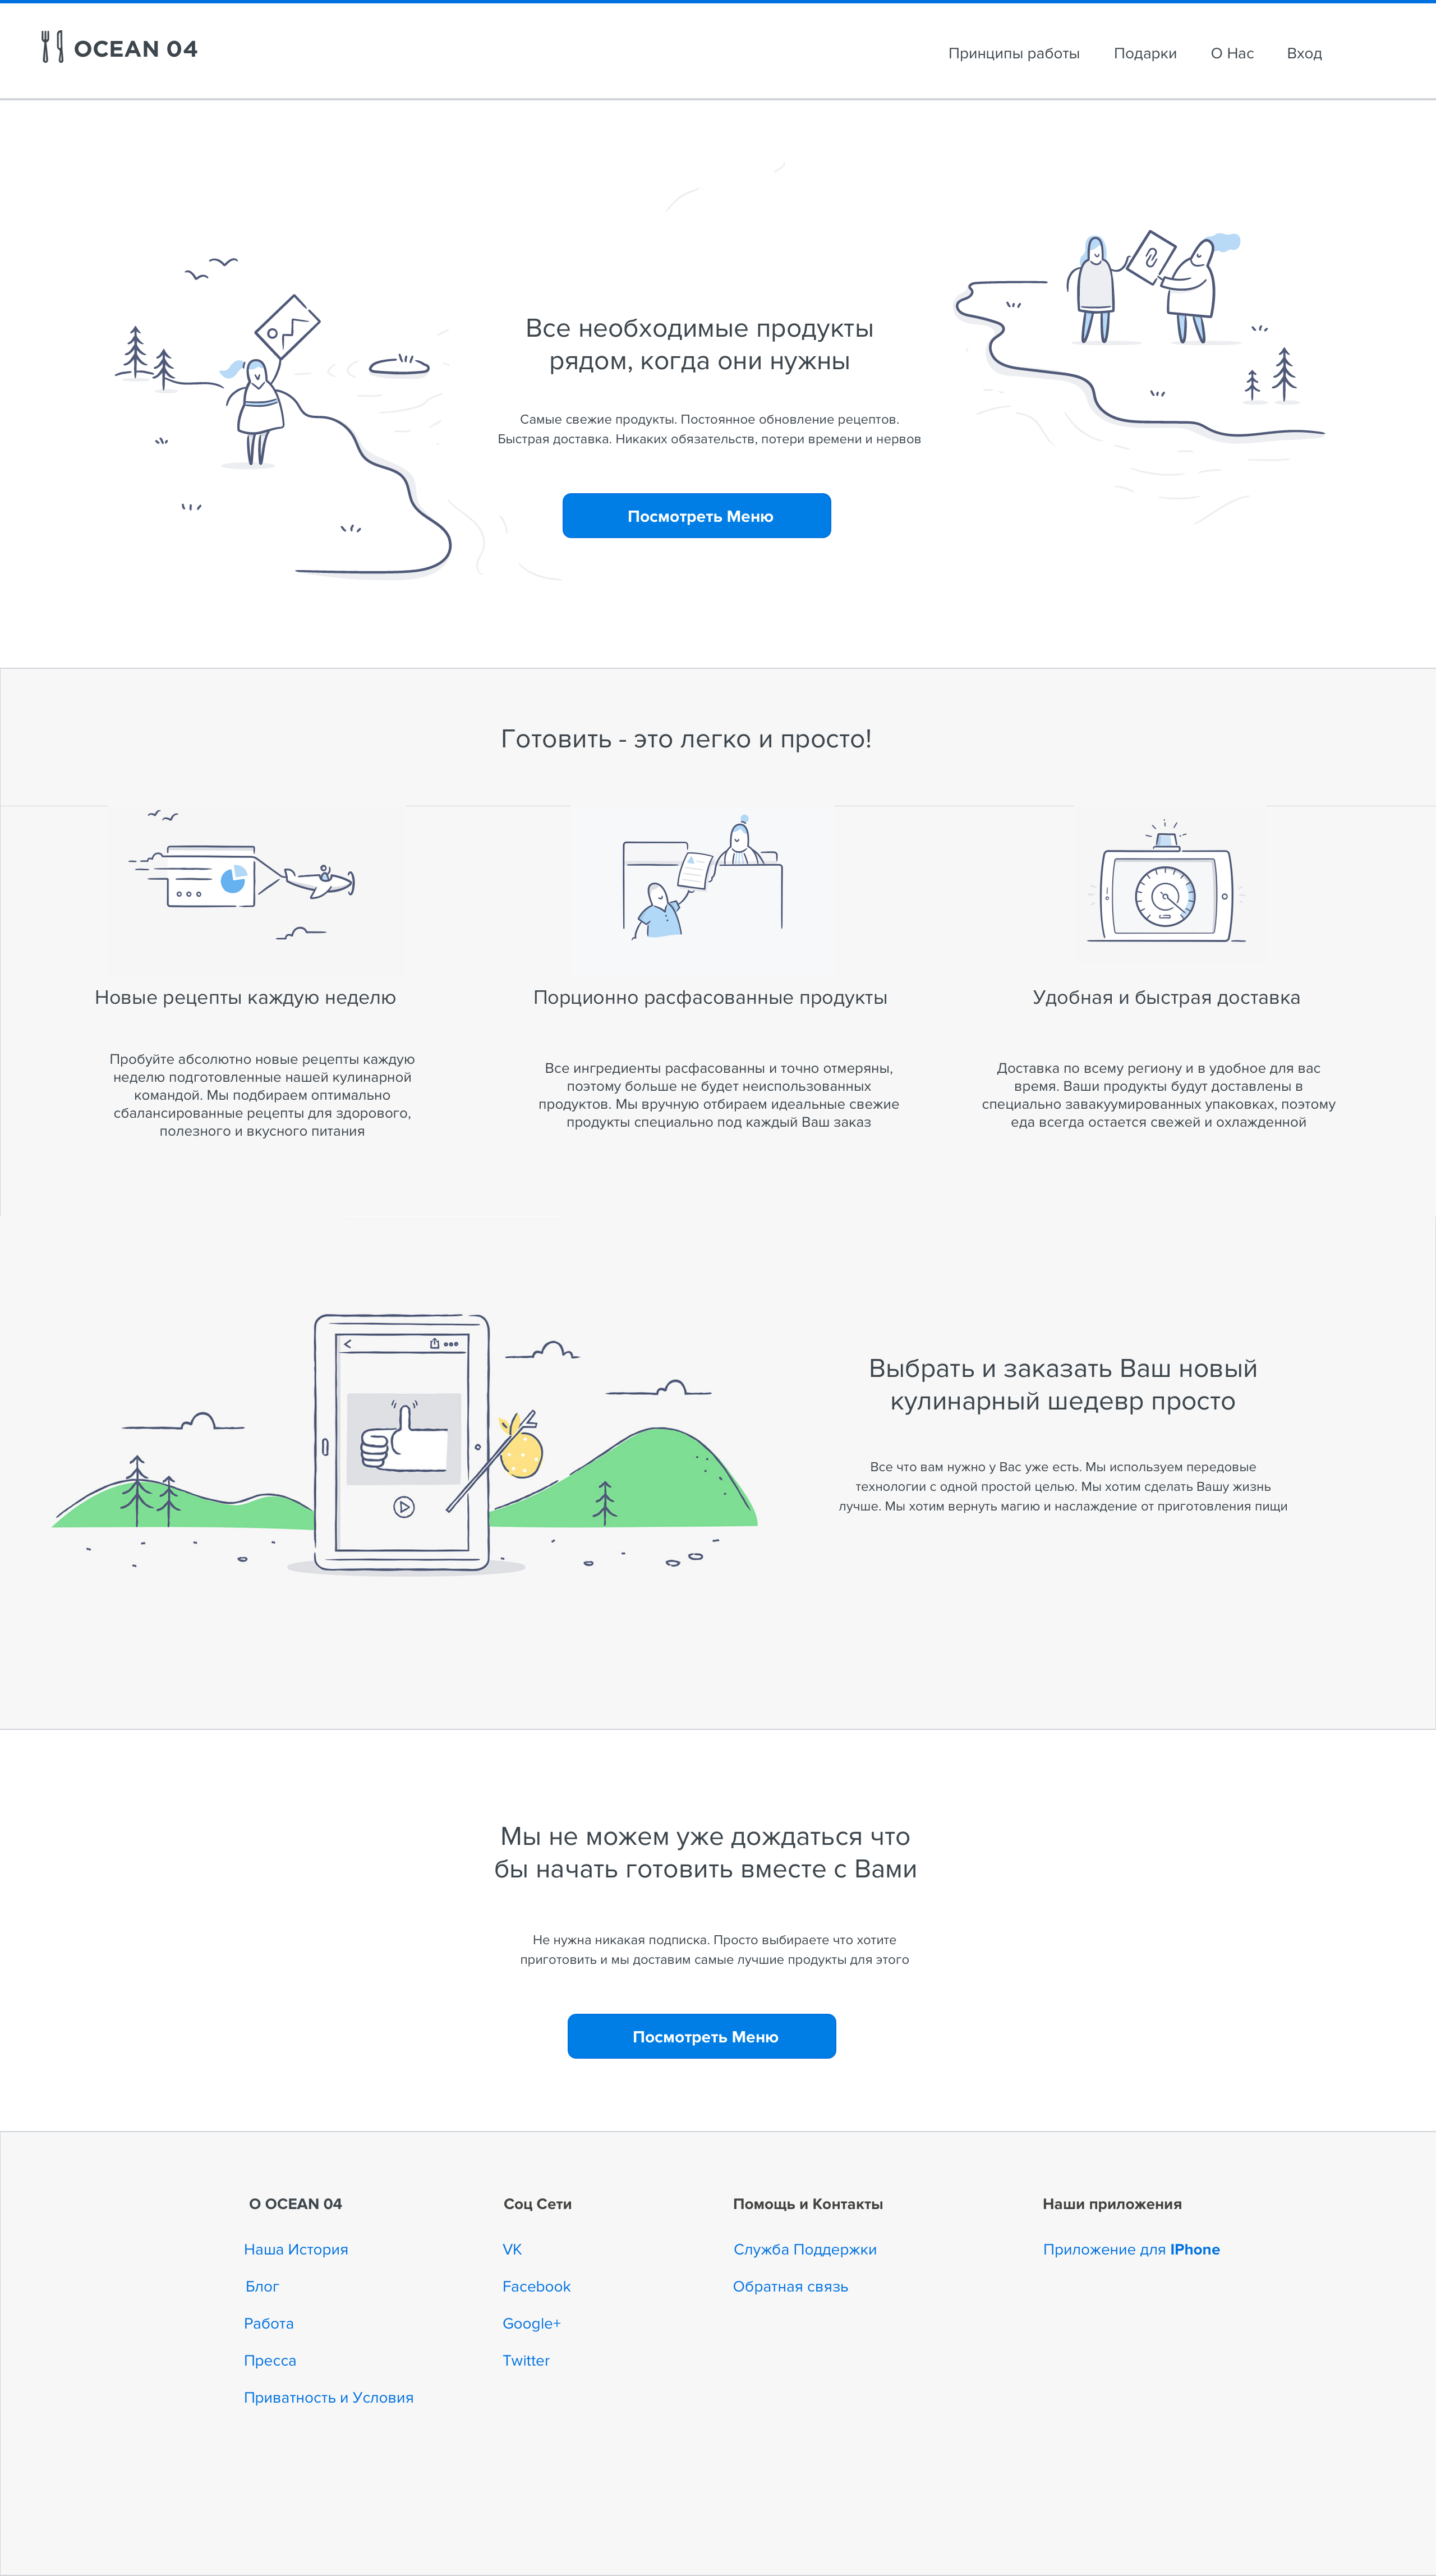 OCEAN 04
Принципы работы
Подарки
О Нас
Вход
Все необходимые продукты
рядом, когда они нужны
Самые свежие продукты. Постоянное обновление рецептов.
Быстрая доставка. Никаких обязательств, потери времени и нервов
Посмотреть Меню
Готовить - это легко и просто!
Новые рецепты каждую неделю
Пробуйте абсолютно новые рецепты каждую
неделю подготовленные нашей кулинарной
командой. Мы подбираем оптимально
сбалансированные рецепты для здорового,
полезного и вкусного питания
Порционно расфасованные продукты
Все ингредиенты расфасованны и точно отмеряны,
поэтому больше не будет неиспользованных
продуктов. Мы вручную отбираем идеальные свежие
продукты специально под каждый Ваш заказ
Удобная и быстрая доставка
Доставка по всему региону и в удобное для вас
время. Ваши продукты будут доставлены в
специально завакуумированных упаковках, поэтому
еда всегда остается свежей и охлажденной
Выбрать и заказать Ваш новый
кулинарный шедевр просто
Все что вам нужно у Вас уже есть. Мы используем передовые
технологии с одной простой целью. Мы хотим сделать Вашу жизнь
лучше. Мы хотим вернуть магию и наслаждение от приготовления пищи
Мы не можем уже дождаться что
бы начать готовить вместе с Вами
Не нужна никакая подписка. Просто выбираете что хотите
приготовить и мы доставим самые лучшие продукты для этого
Посмотреть Меню
О OCEAN 04
Наша История
Блог
Работа
Пресса
Приватность и Условия
Соц Сети
VK
Facebook
Google+
Twitter
Помощь и Контакты
Служба Поддержки
Обратная связь
Наши приложения
Приложение для IPhone